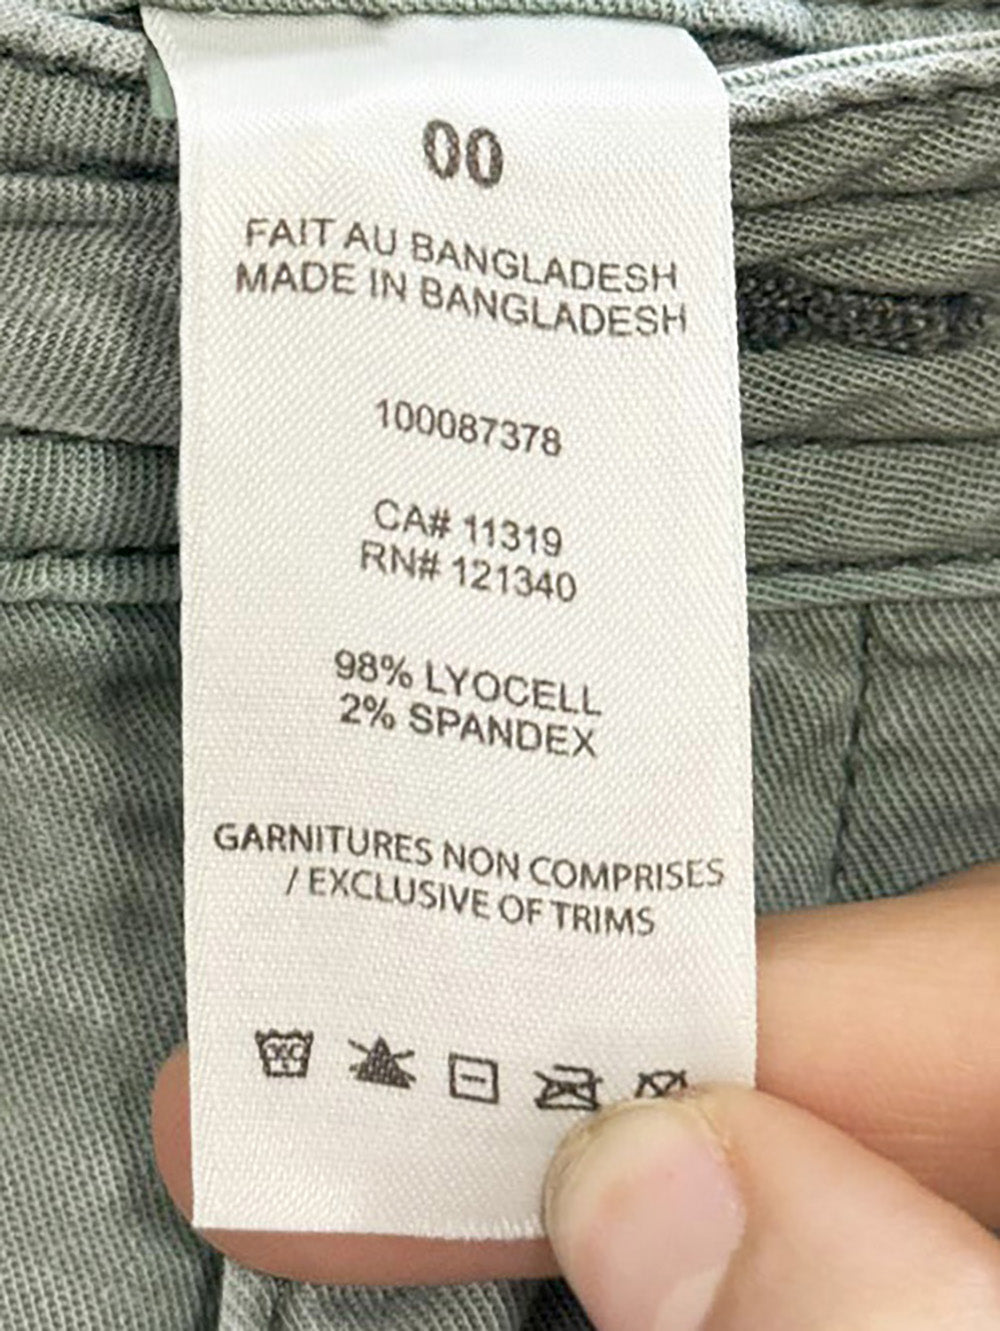 00
FAIT AU BANGLADESH
MADE IN BANGLADESH
100087378
CA# 11319
RN# 121340
98% LYOCELL
2% SPANDEX
GARNITURES NON COMPRISES
/ EXCLUSIVE OF TRIMS